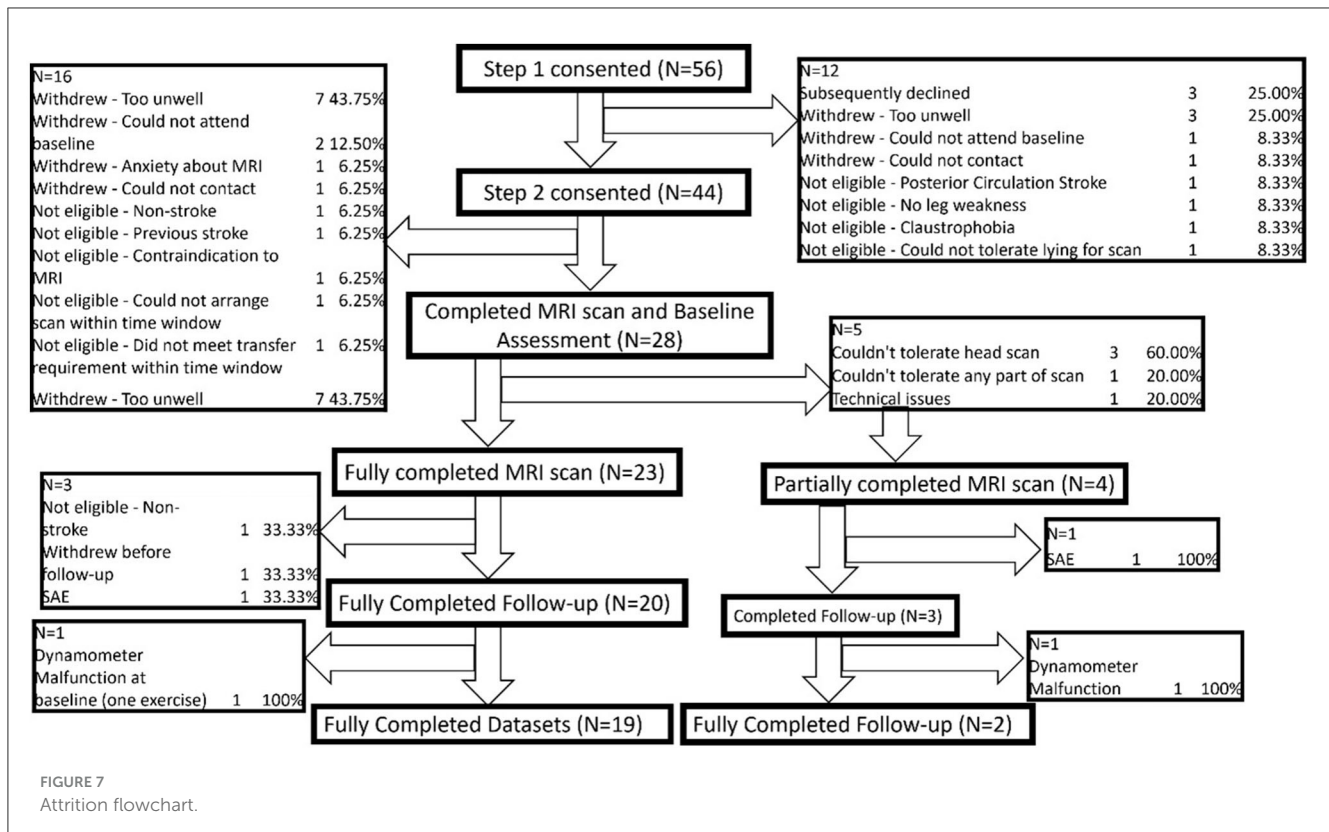 Step 1 consented (N=56)
N=16
Withdrew - Too unwell 7 43.75%
Withdrew - Could not attend
baseline 2 12.50%
Withdrew - Anxiety about MRI 1 6.25%
Withdrew - Could not contact 1 6.25%
Not eligible - Non-stroke 1 6.25%
Not eligible - Previous stroke 1 6.25%
Not eligible - Contraindication to
MRI 1 6.25%
Not eligible - Could not arrange 1 6.25%
scan within time window
Not eligible - Did not meet transfer 1 6.25%
requirement within time window
Withdrew - Too unwell 7 43.75%
N=12
Subsequently declined 3 25.00%
Withdrew - Too unwell 3 25.00%
Withdrew - Could not attend baseline 1 8.33%
Withdrew - Could not contact 1 8.33%
Not eligible - Posterior Circulation Stroke 1 8.33%
Not eligible - No leg weakness 1 8.33%
Not eligible - Claustrophobia 1 8.33%
Not eligible - Could not tolerate lying for scan 1 8.33%
Step 2 consented (N=44)
Completed MRI scan and Baseline
Assessment (N=28)
N=5
Couldn't tolerate head scan 3 60.00%
Couldn't tolerate any part of scan 1 20.00%
Technical issues 1 20.00%
Fully completed MRI scan (N=23)
Partially completed MRI scan (N=4)
N=3
Not eligible - Non-
stroke 1 33.33%
Withdrew before
follow-up 1 33.33%
SAE 1 33.33%
N=1
SAE 1 100%
Fully Completed Follow-up (N=20)
Completed Follow-up (N=3)
N=1
Dynamometer
Malfunction at
baseline (one exercise) 1 100%
N=1
Dynamometer
Malfunction 1 100%
Fully Completed Datasets (N=19)
Fully Completed Follow-up (N=2)
FIGURE 7
Attrition flowchart.